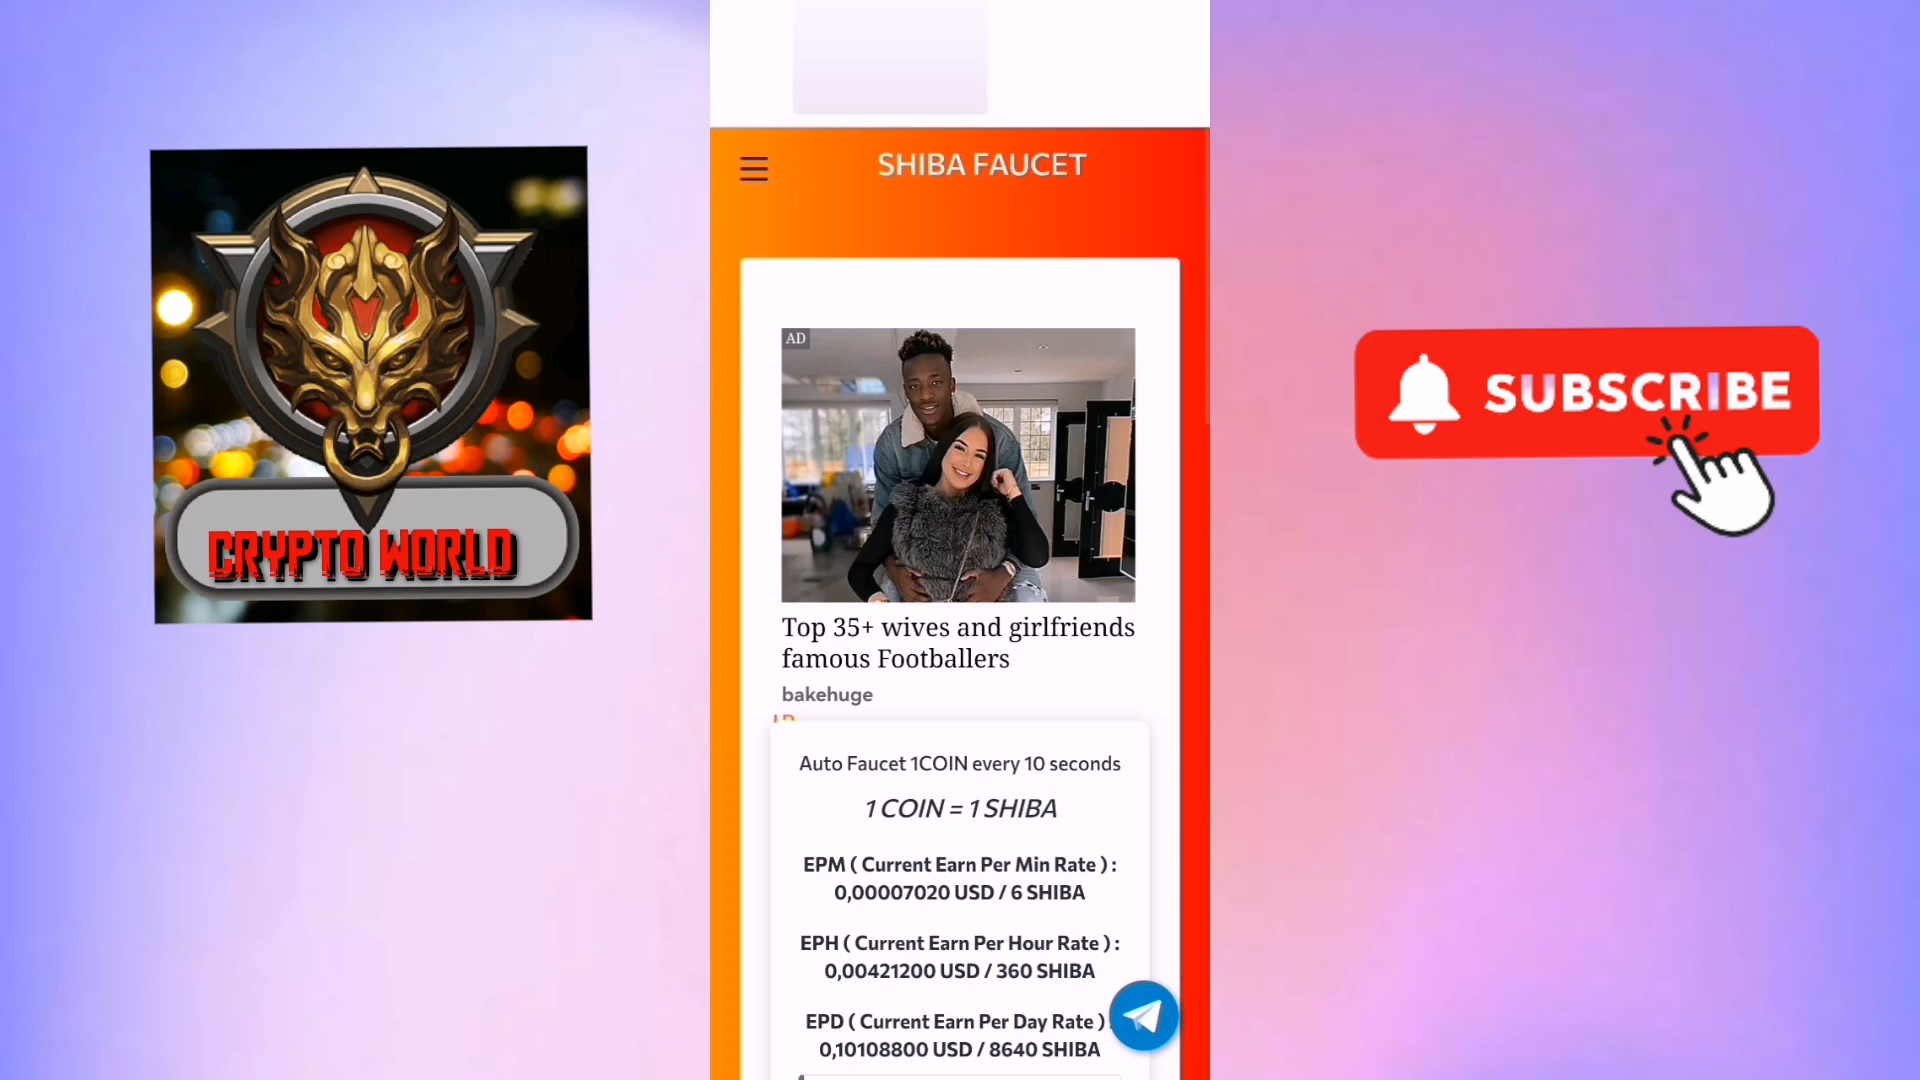 CRYPTO WORLD
SHIBA FAUCET
AD
Top 35+ wives and girlfriends
famous Footballers
bakehuge
Auto Faucet 1COIN every 10 seconds
1 COIN = 1 SHIBA
EPM ( Current Earn Per Min Rate ) :
0,00007020 USD / 6 SHIBA
EPH ( Current Earn Per Hour Rate ) :
0,00421200 USD / 360 SHIBA
EPD ( Current Earn Per Day Rate )
0,10108800 USD / 8640 SHIBA
SUBSCRIBE